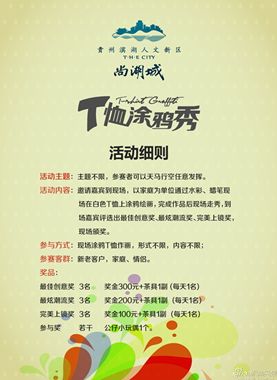 贵州滨湖人文新区
T·H·E CITY
尚湖城
T-shirt Graffiti
T恤涂鸦秀
活动细则
活动主题：主题不限，参赛者可以天马行空任意发挥。
活动内容：邀请嘉宾到现场，以家庭为单位通过水彩、蜡笔现
场在白色T恤上涂鸦绘画，完成作品后现场走秀，到
场嘉宾评选出最佳创意奖、最炫潮流奖、完美上镜奖，
现场颁奖。
参与方式：现场涂鸦T恤作画，形式不限，内容不限；
参赛客群：新老客户，家庭、情侣。
奖品：
最佳创意奖 3名 奖金300元+茶具1副（每天1名）
最炫潮流奖 3名 奖金200元+茶具1副（每天1名）
完美上镜奖 3名 奖金100元+茶具1副（每天1名）
参与奖 若干 公仔小玩偶1个。